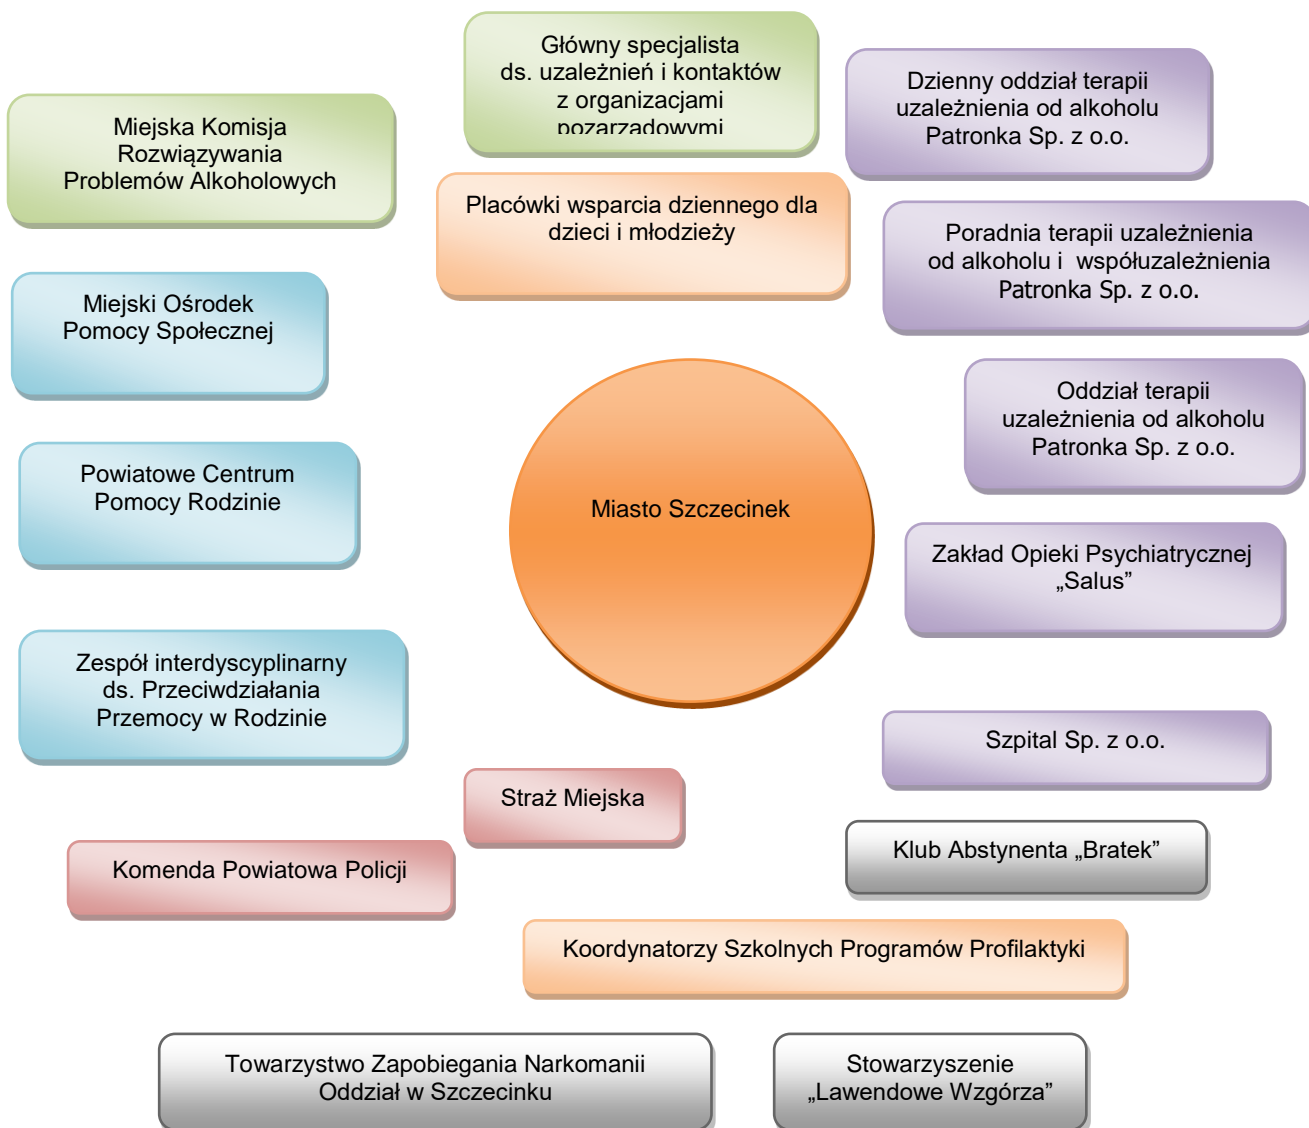 Główny specjalista
ds. uzależnień i kontaktów
z organizacjami
pozarządowymi
Dzienny oddział terapii
uzależnienia od alkoholu
Patronka Sp. z o.o.
Miejska Komisja
Rozwiązywania
Problemów Alkoholowych
Placówki wsparcia dziennego dla
dzieci i młodzieży
Poradnia terapii uzależnienia
od alkoholu i współuzależnienia
Patronka Sp. z o.o.
Miejski Ośrodek
Pomocy Społecznej
Oddział terapii
uzależnienia od alkoholu
Patronka Sp. z o.o.
Powiatowe Centrum
Pomocy Rodzinie
Miasto Szczecinek
Zakład Opieki Psychiatrycznej
„Salus”
Zespół interdyscyplinarny
ds. Przeciwdziałania
Przemocy w Rodzinie
Szpital Sp. z o.o.
Straż Miejska
Klub Abstynenta „Bratek”
Komenda Powiatowa Policji
Koordynatorzy Szkolnych Programów Profilaktyki
Towarzystwo Zapobiegania Narkomanii
Oddział w Szczecinku
Stowarzyszenie
„Lawendowe Wzgórza”